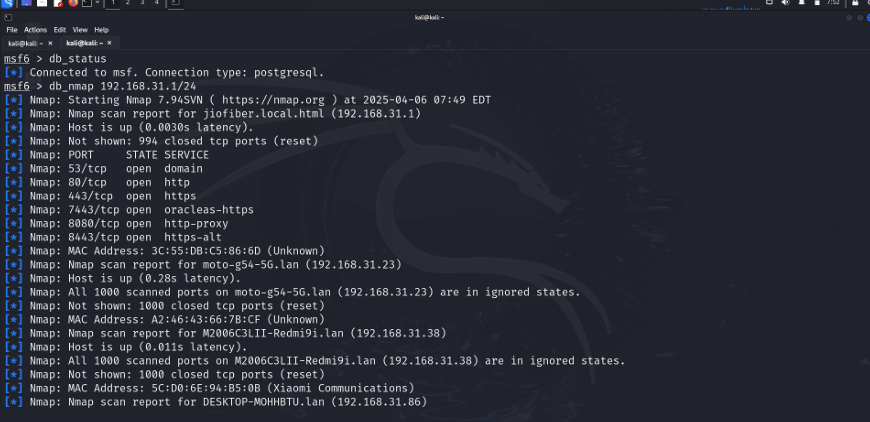 1 2 3 4
7:52
kali@kali: ~
File Actions Edit View Help
kali@kali: ~ × kali@kali: ~ ×
msf6 > db_status
[*] Connected to msf. Connection type: postgresql.
msf6 > db_nmap 192.168.31.1/24
[*] Nmap: Starting Nmap 7.94SVN ( https://nmap.org ) at 2025-04-06 07:49 EDT
[*] Nmap: Nmap scan report for jiofiber.local.html (192.168.31.1)
[*] Nmap: Host is up (0.0030s latency).
[*] Nmap: Not shown: 994 closed tcp ports (reset)
[*] Nmap: PORT STATE SERVICE
[*] Nmap: 53/tcp open domain
[*] Nmap: 80/tcp open http
[*] Nmap: 443/tcp open https
[*] Nmap: 7443/tcp open oracleas-https
[*] Nmap: 8080/tcp open http-proxy
[*] Nmap: 8443/tcp open https-alt
[*] Nmap: MAC Address: 3C:55:DB:C5:86:6D (Unknown)
[*] Nmap: Nmap scan report for moto-g54-5G.lan (192.168.31.23)
[*] Nmap: Host is up (0.28s latency).
[*] Nmap: All 1000 scanned ports on moto-g54-5G.lan (192.168.31.23) are in ignored states.
[*] Nmap: Not shown: 1000 closed tcp ports (reset)
[*] Nmap: MAC Address: A2:46:43:66:7B:CF (Unknown)
[*] Nmap: Nmap scan report for M2006C3LII-Redmi9i.lan (192.168.31.38)
[*] Nmap: Host is up (0.011s latency).
[*] Nmap: All 1000 scanned ports on M2006C3LII-Redmi9i.lan (192.168.31.38) are in ignored states.
[*] Nmap: Not shown: 1000 closed tcp ports (reset)
[*] Nmap: MAC Address: 5C:D0:6E:94:B5:0B (Xiaomi Communications)
[*] Nmap: Nmap scan report for DESKTOP-MOHHBTU.lan (192.168.31.86)